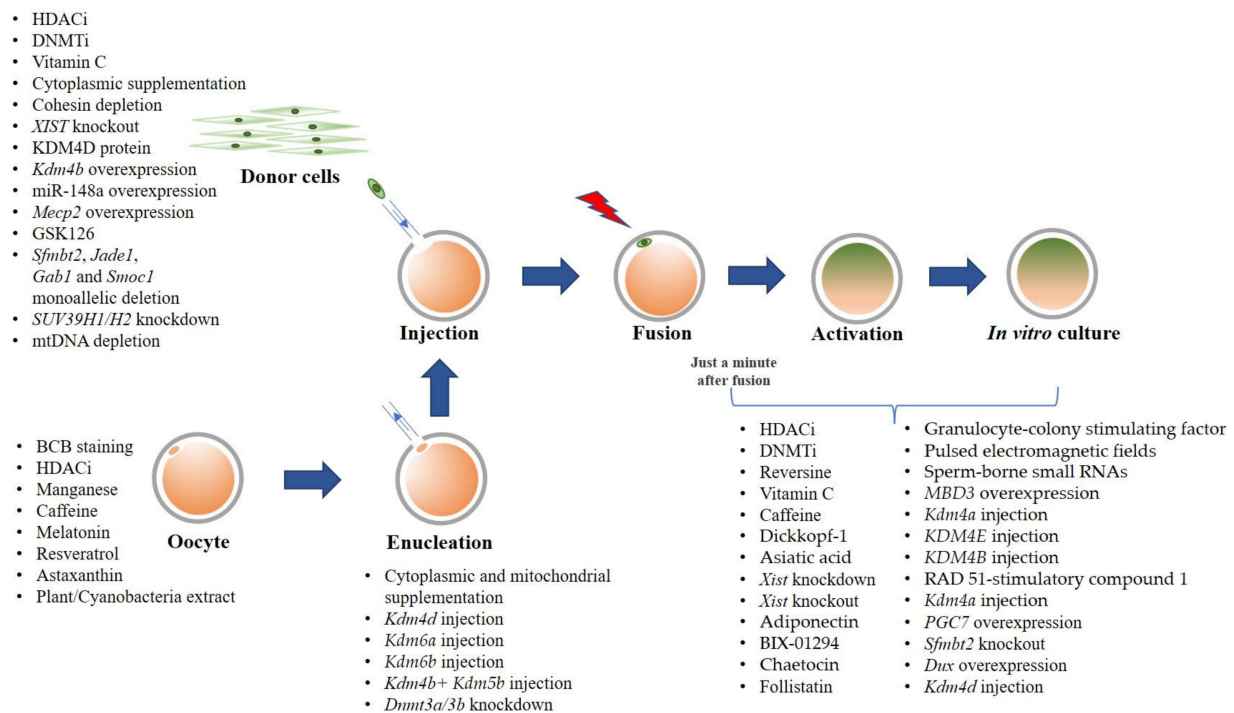 • HDACi
• DNMTi
• Vitamin C
• Cytoplasmic supplementation
• Cohesin depletion
• XIST knockout
• KDM4D protein
• Kdm4b overexpression
• miR-148a overexpression
• Mecp2 overexpression
• GSK126
• Sfmbt2, Jade1,
Gab1 and Smoc1
monoallelic deletion
• SUV39H1/H2 knockdown
• mtDNA depletion
Donor cells
Injection
Fusion
Activation
In vitro culture
Just a minute
after fusion
• BCB staining
• HDACi
• Manganese
• Caffeine
• Melatonin
• Resveratrol
• Astaxanthin
• Plant/Cyanobacteria extract
Oocyte
Enucleation
• Cytoplasmic and mitochondrial
supplementation
• Kdm4d injection
• Kdm6a injection
• Kdm6b injection
• Kdm4b+ Kdm5b injection
• Dnmt3a/3b knockdown
• HDACi
• DNMTi
• Reversine
• Vitamin C
• Caffeine
• Dickkopf-1
• Asiatic acid
• Xist knockdown
• Xist knockout
• Adiponectin
• BIX-01294
• Chaetocin
• Follistatin
• Granulocyte-colony stimulating factor
• Pulsed electromagnetic fields
• Sperm-borne small RNAs
• MBD3 overexpression
• Kdm4a injection
• KDM4E injection
• KDM4B injection
• RAD 51-stimulatory compound 1
• Kdm4a injection
• PGC7 overexpression
• Sfmbt2 knockout
• Dux overexpression
• Kdm4d injection